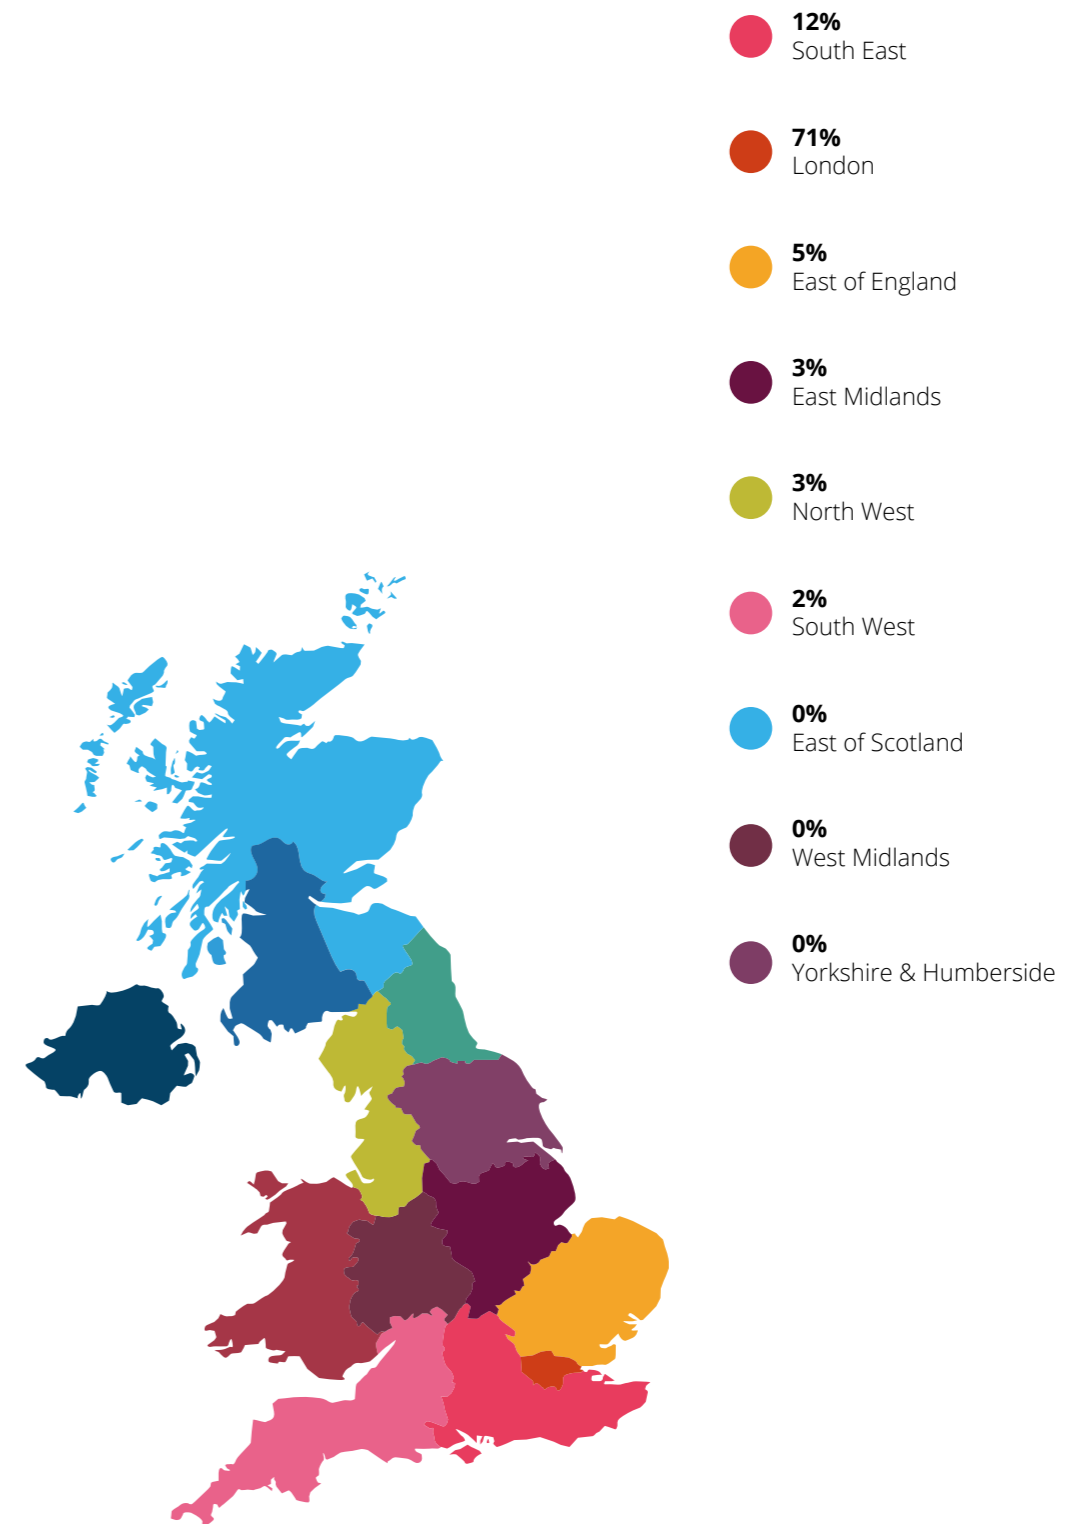 12%
South East
71%
London
5%
East of England
3%
East Midlands
3%
North West
2%
South West
0%
East of Scotland
0%
West Midlands
0%
Yorkshire & Humberside